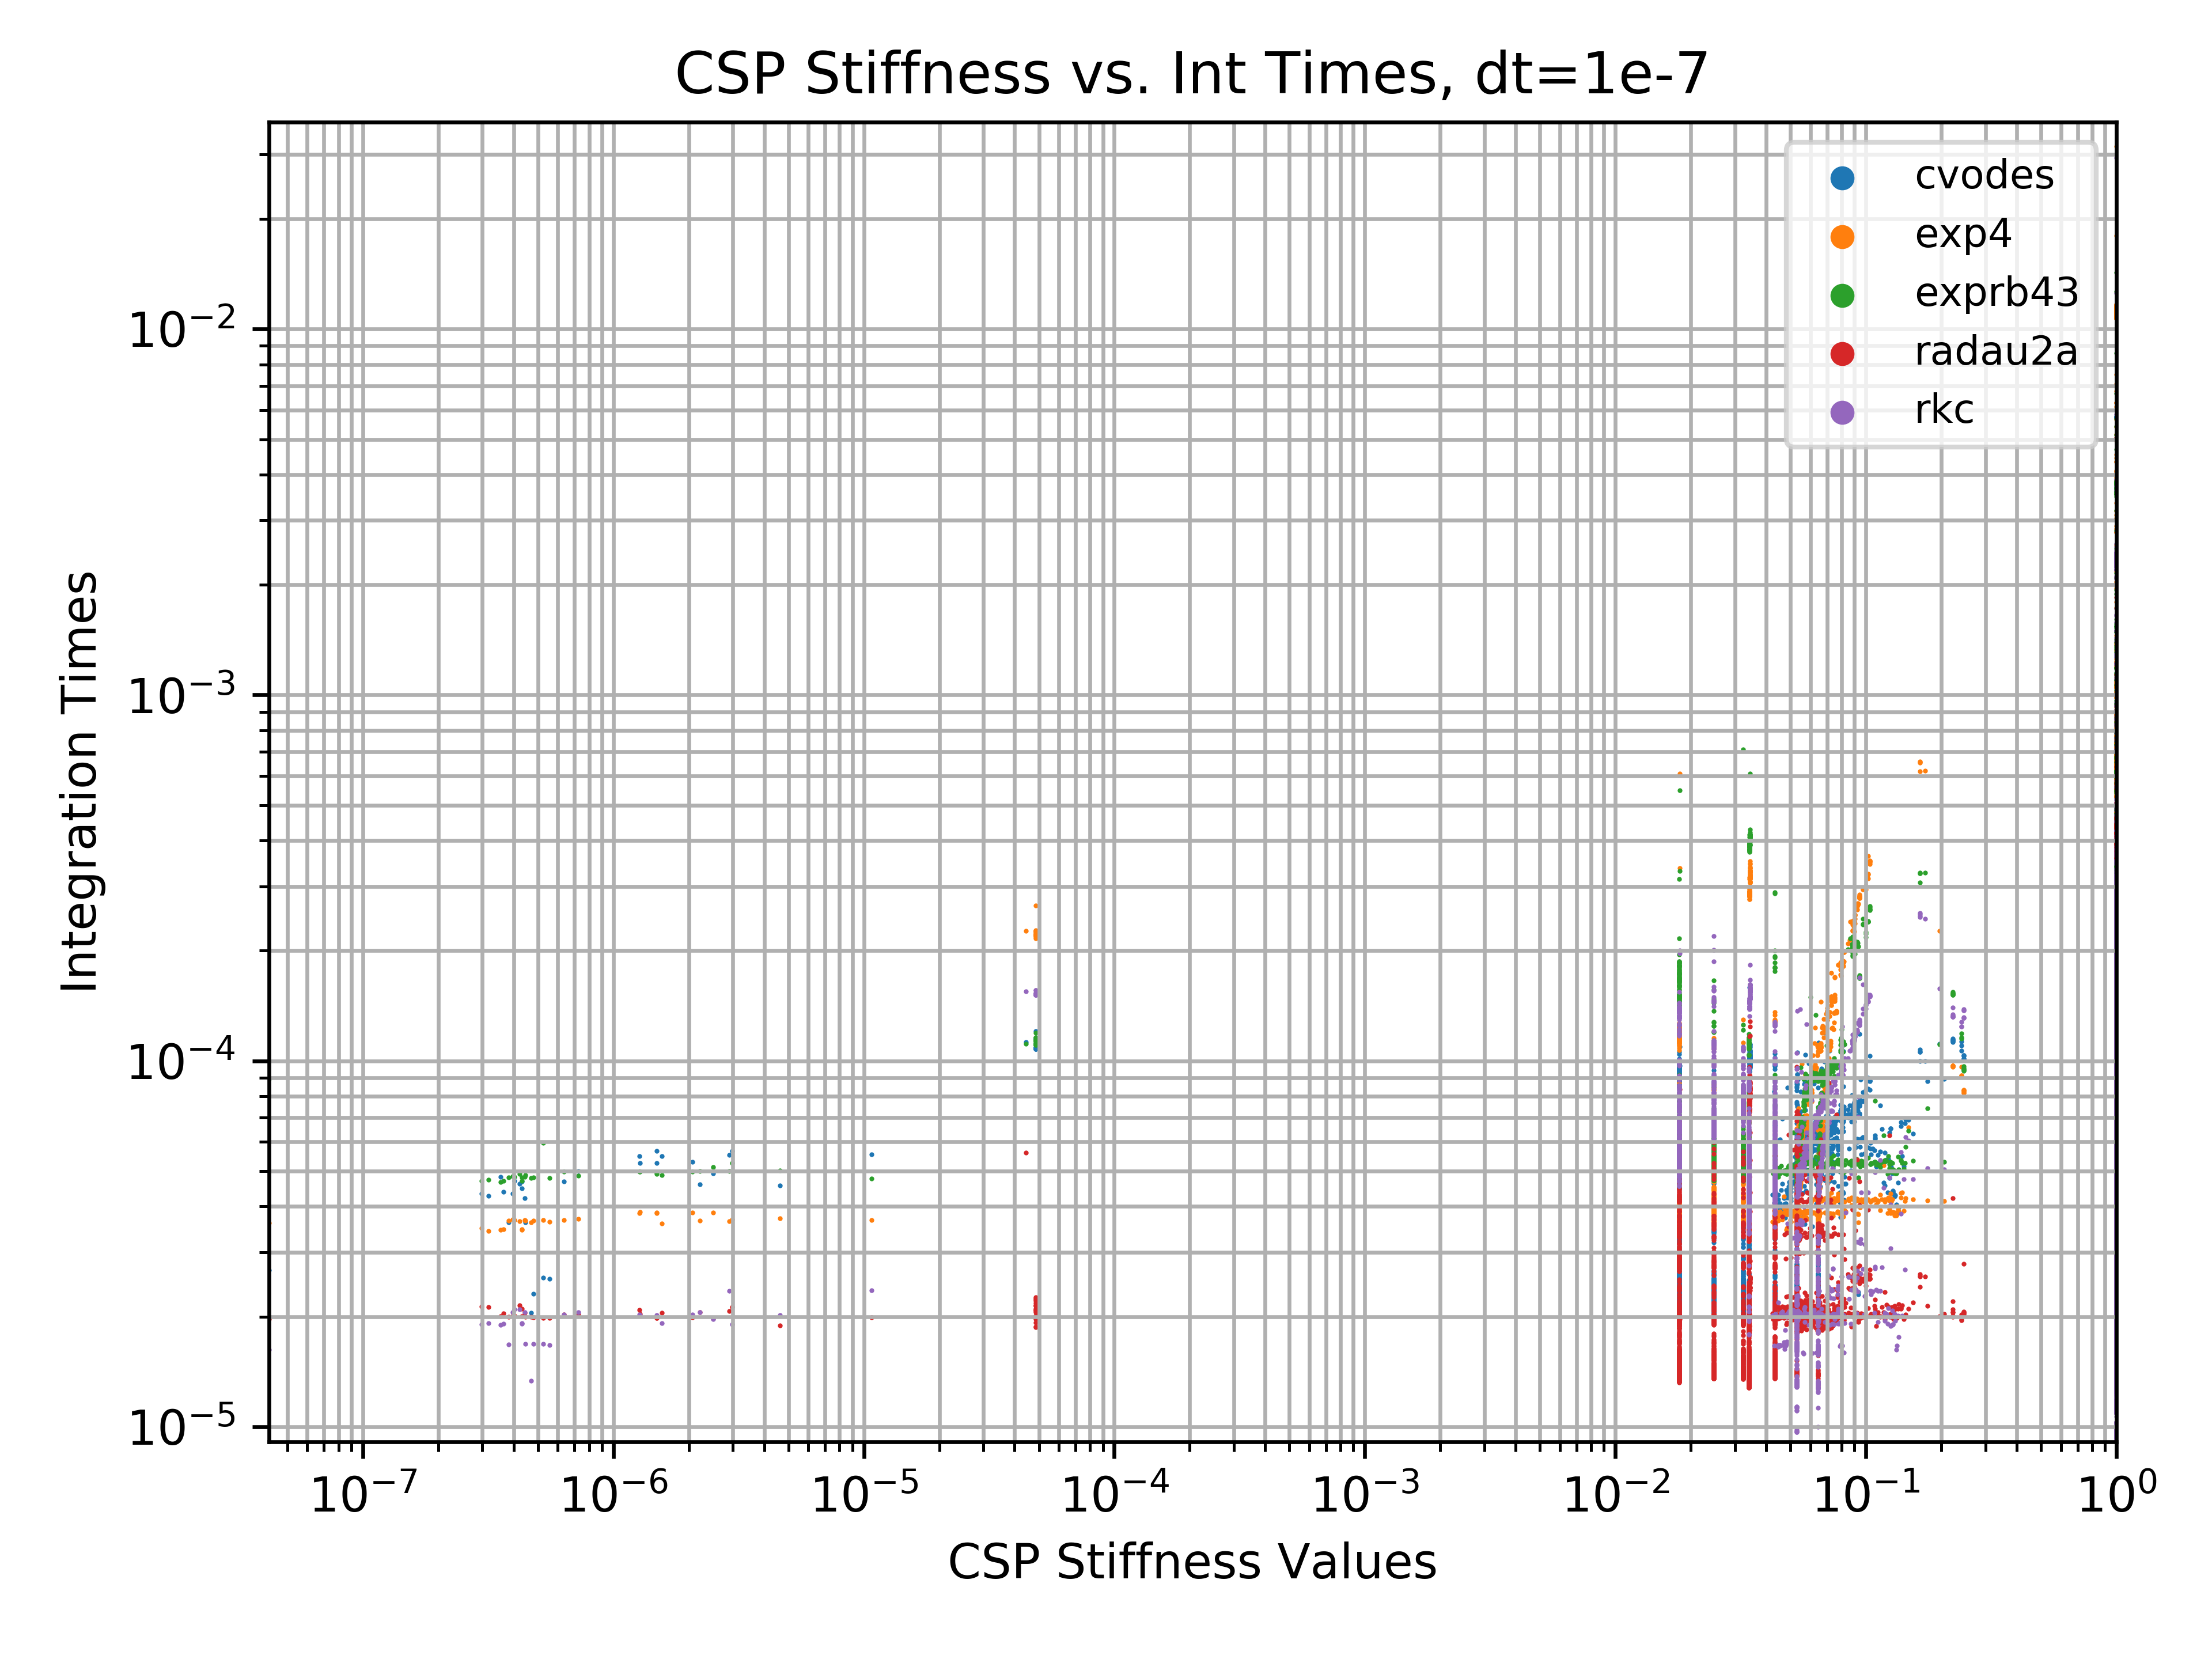 CSP Stiffness vs. Int Times, dt=1e-7
cvodes
exp4
exprb43
radau2a
rkc
Integration Times
10⁻²
10⁻³
10⁻⁴
10⁻⁵
10⁻⁷ 10⁻⁶ 10⁻⁵ 10⁻⁴ 10⁻³ 10⁻² 10⁻¹ 10⁰
CSP Stiffness Values